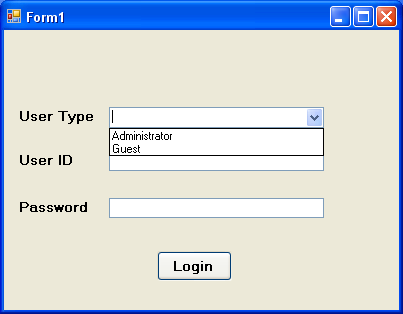 Form1
User Type
Administrator
Guest
User ID
Password
Login